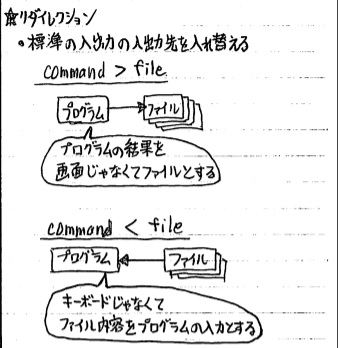 ☆リダイレクション
・標準の入出力の入出力先を入れ替える
command > file
プログラム → ファイル
プログラムの結果を
画面じゃなくてファイルとする
command < file
プログラム ← ファイル
キーボードじゃなくて
ファイル内容をプログラムの入力とする